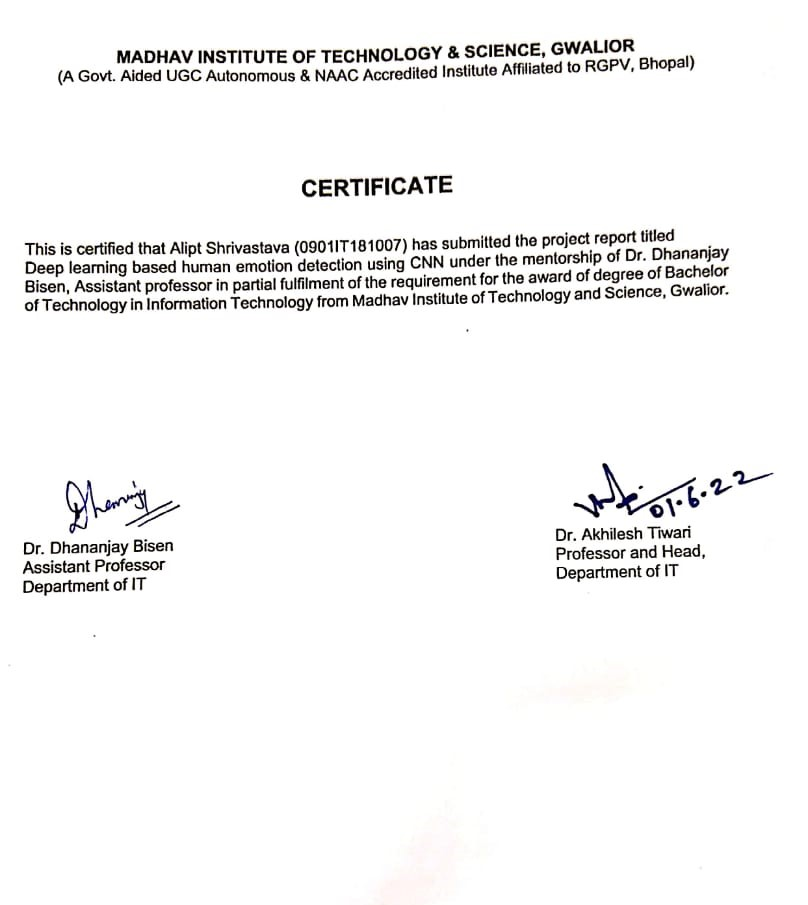 MADHAV INSTITUTE OF TECHNOLOGY & SCIENCE, GWALIOR
(A Govt. Aided UGC Autonomous & NAAC Accredited Institute Affiliated to RGPV, Bhopal)
CERTIFICATE
This is certified that Alipt Shrivastava (0901IT181007) has submitted the project report titled
Deep learning based human emotion detection using CNN under the mentorship of Dr. Dhananjay
Bisen, Assistant professor in partial fulfilment of the requirement for the award of degree of Bachelor
of Technology in Information Technology from Madhav Institute of Technology and Science, Gwalior.
Dr. Dhananjay Bisen
Assistant Professor
Department of IT
01.6.22
Dr. Akhilesh Tiwari
Professor and Head,
Department of IT